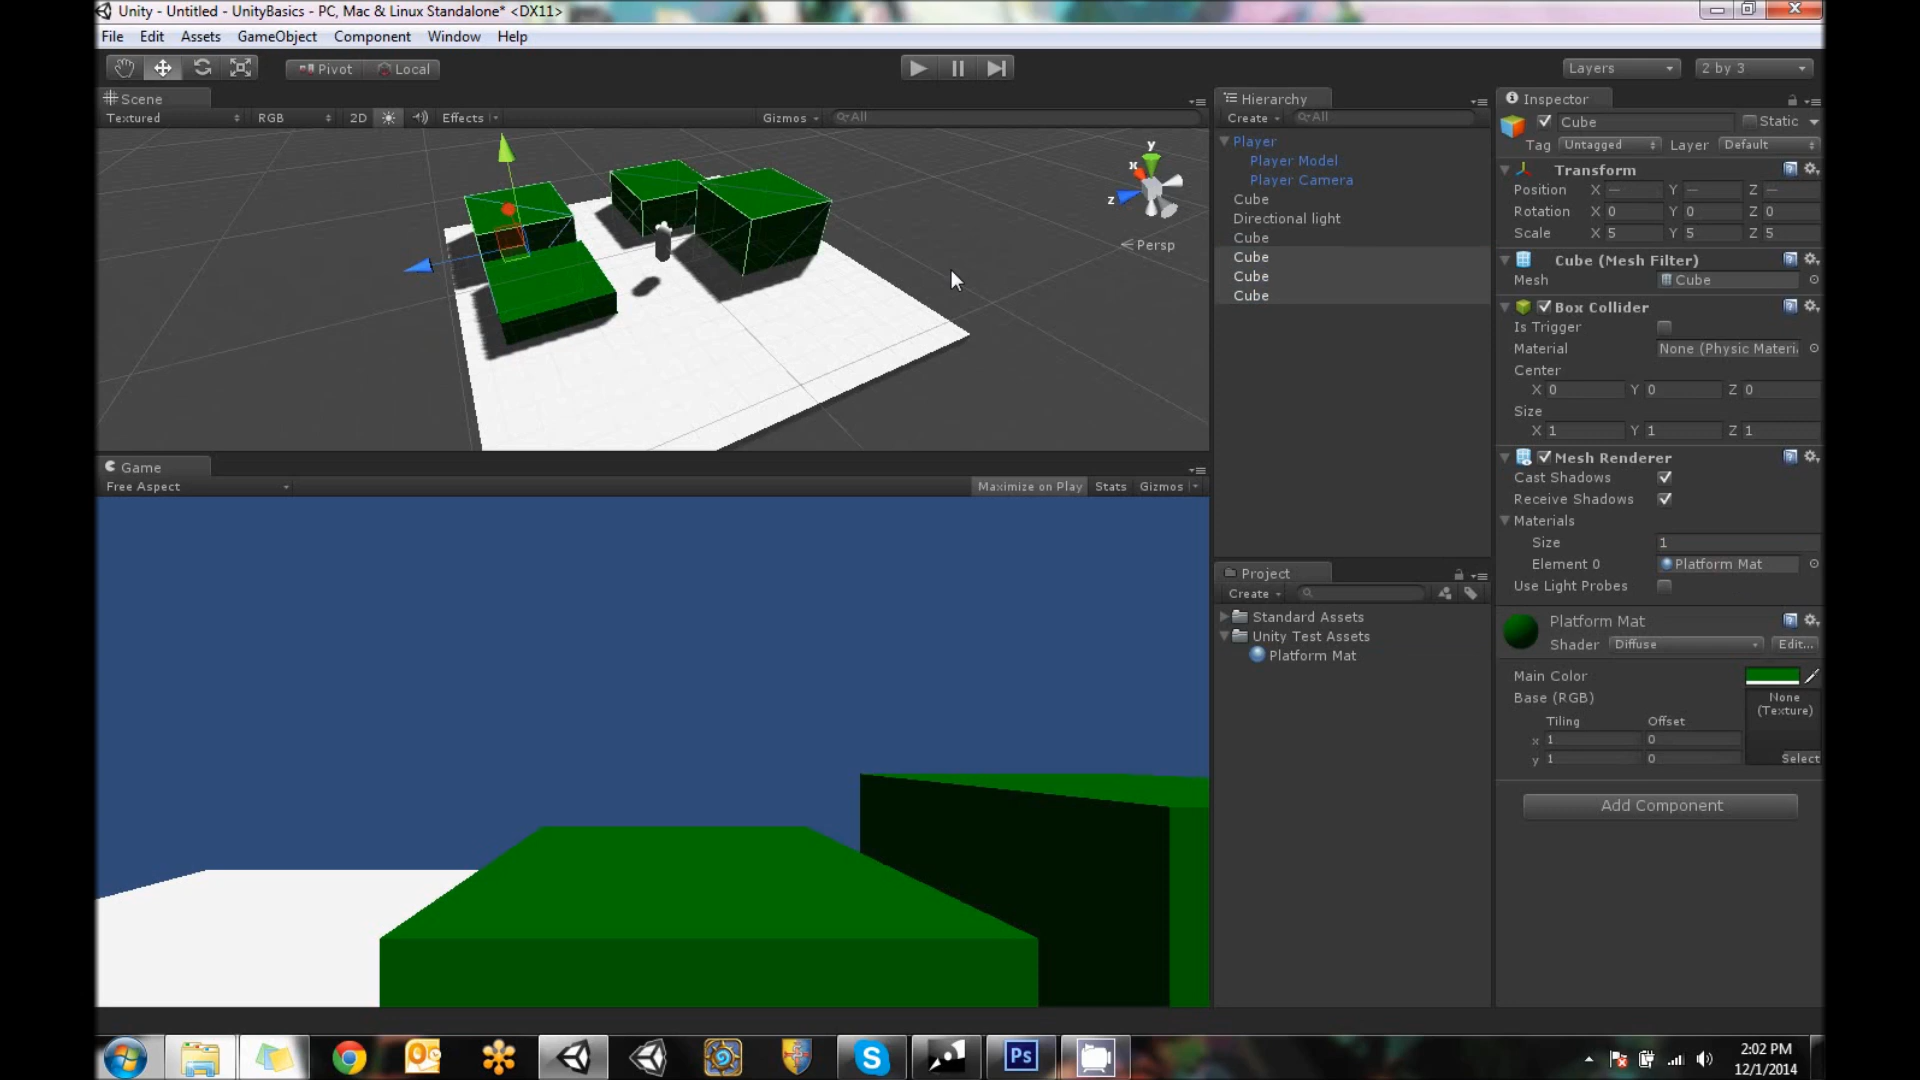 Unity - Untitled - UnityBasics - PC, Mac & Linux Standalone* <DX11>
File Edit Assets GameObject Component Window Help
Pivot Local Layers 2 by 3
Scene
Textured RGB 2D Effects Gizmos All
y
x
z
Persp
Game
Free Aspect Maximize on Play Stats Gizmos
Hierarchy
Create All
Player
Player Model
Player Camera
Cube
Directional light
Cube
Cube
Cube
Cube
Project
Create
Standard Assets
Unity Test Assets
Platform Mat
Inspector
Cube Static
Tag Untagged Layer Default
Transform
Position X — Y — Z —
Rotation X 0 Y 0 Z 0
Scale X 5 Y 5 Z 5
Cube (Mesh Filter)
Mesh Cube
Box Collider
Is Trigger
Material None (Physic Materi
Center
X 0 Y 0 Z 0
Size
X 1 Y 1 Z 1
Mesh Renderer
Cast Shadows
Receive Shadows
Materials
Size 1
Element 0 Platform Mat
Use Light Probes
Platform Mat
Shader Diffuse Edit...
Main Color
Base (RGB) None
(Texture)
Tiling Offset
x 1 0
y 1 0 Select
Add Component
Ps
2:02 PM
12/1/2014